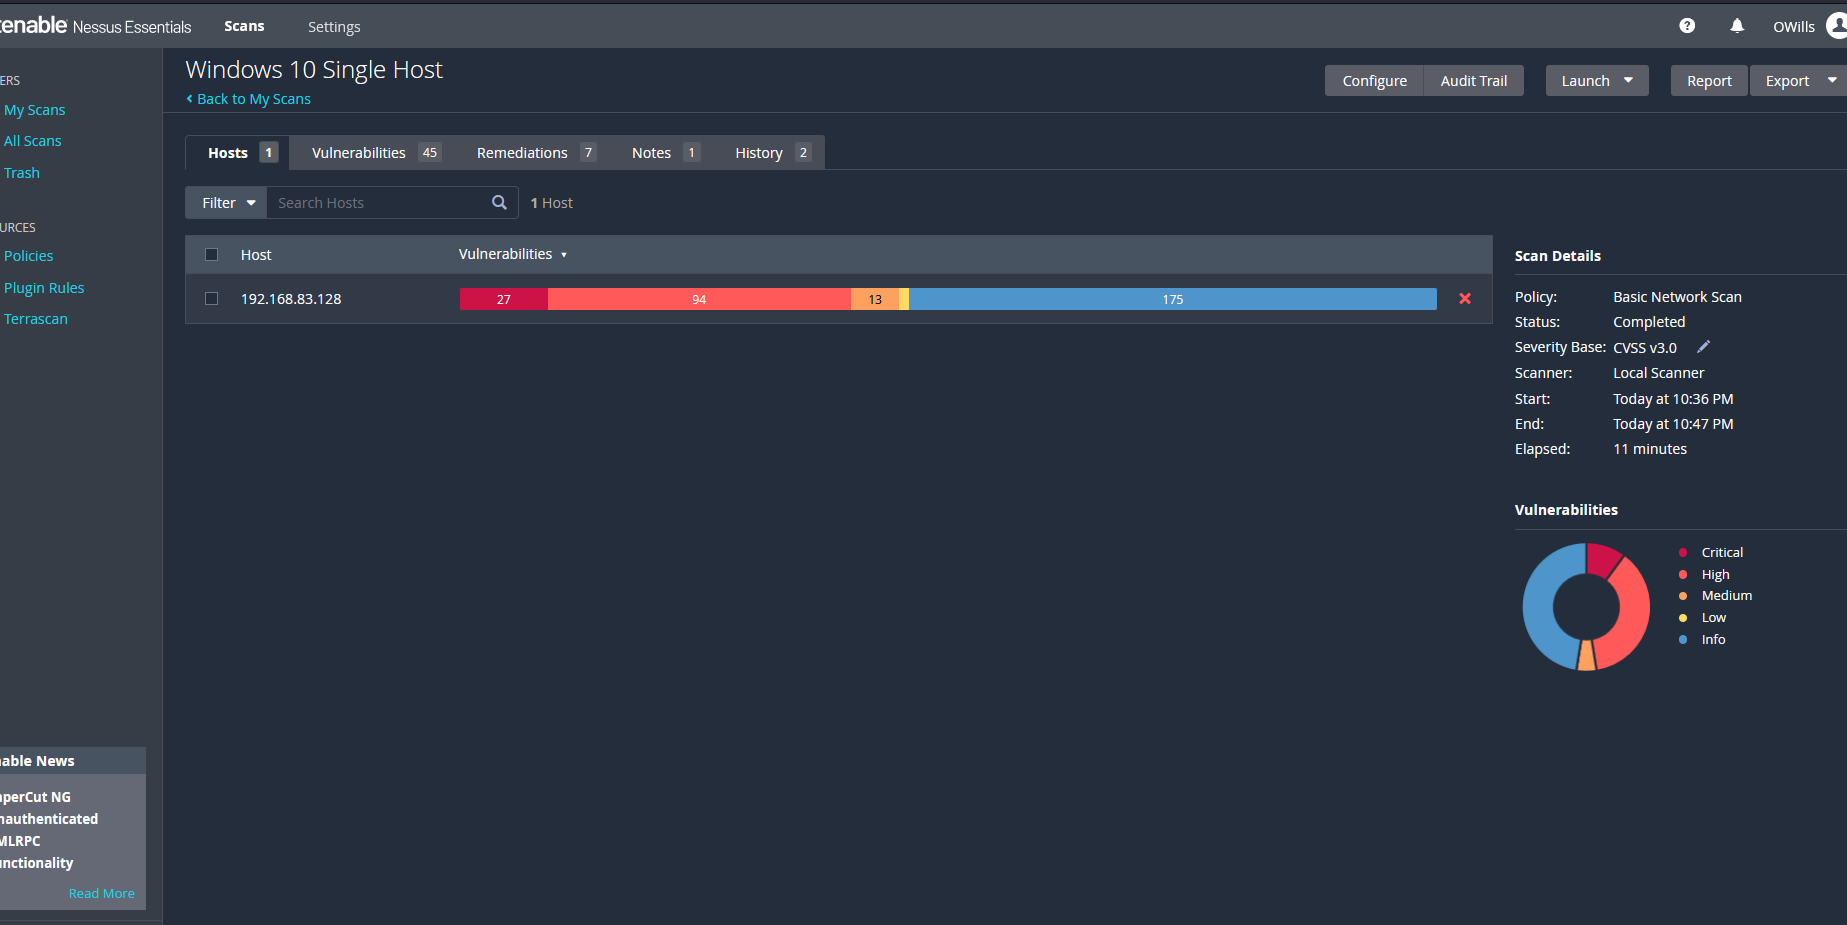 tenable Nessus Essentials Scans Settings OWills
ERS
My Scans
All Scans
Trash
URCES
Policies
Plugin Rules
Terrascan
nable News
aperCut NG
nauthenticated
MLRPC
unctionality
Read More
Windows 10 Single Host
Back to My Scans
Configure Audit Trail Launch Report Export
Hosts 1 Vulnerabilities 45 Remediations 7 Notes 1 History 2
Filter Search Hosts 1 Host
Host Vulnerabilities
192.168.83.128 27 94 13 175
Scan Details
Policy: Basic Network Scan
Status: Completed
Severity Base: CVSS v3.0
Scanner: Local Scanner
Start: Today at 10:36 PM
End: Today at 10:47 PM
Elapsed: 11 minutes
Vulnerabilities
Critical
High
Medium
Low
Info